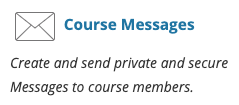 Course Messages
Create and send private and secure
Messages to course members.